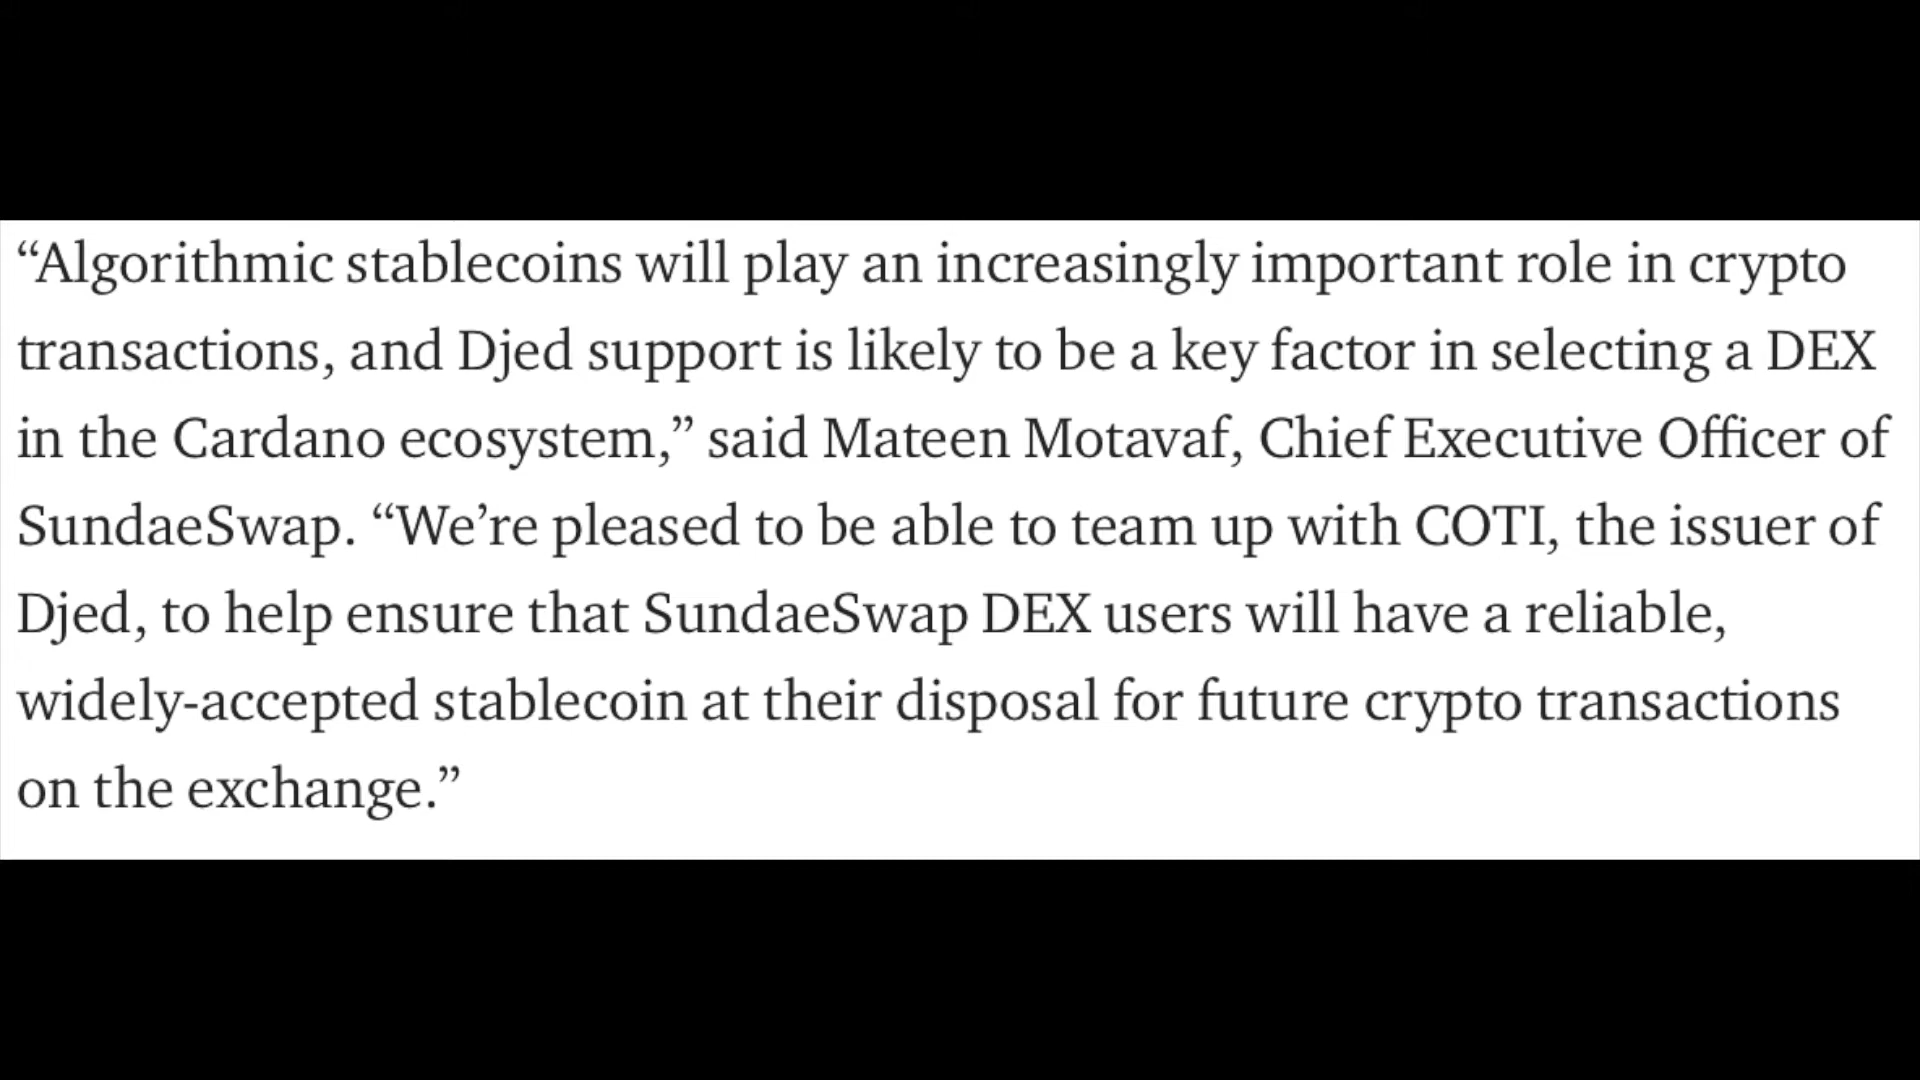 “Algorithmic stablecoins will play an increasingly important role in crypto
transactions, and Djed support is likely to be a key factor in selecting a DEX
in the Cardano ecosystem,” said Mateen Motavaf, Chief Executive Officer of
SundaeSwap. “We’re pleased to be able to team up with COTI, the issuer of
Djed, to help ensure that SundaeSwap DEX users will have a reliable,
widely-accepted stablecoin at their disposal for future crypto transactions
on the exchange.”